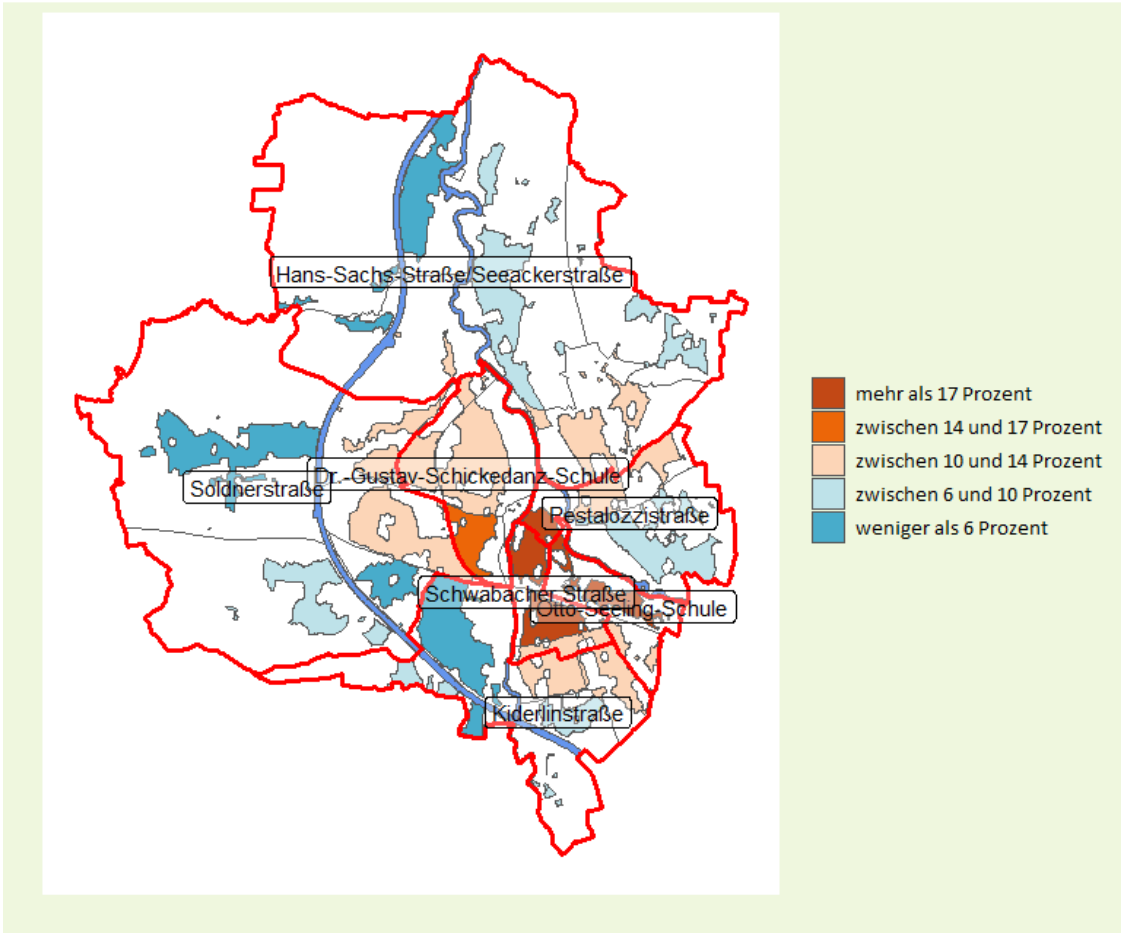 Hans-Sachs-Straße/Seeackerstraße
Dr.-Gustav-Schickedanz-Schule
Soldnerstraße
Pestalozzistraße
Schwabacher Straße
Otto-Seeling-Schule
Kiderlinstraße
mehr als 17 Prozent
zwischen 14 und 17 Prozent
zwischen 10 und 14 Prozent
zwischen 6 und 10 Prozent
weniger als 6 Prozent